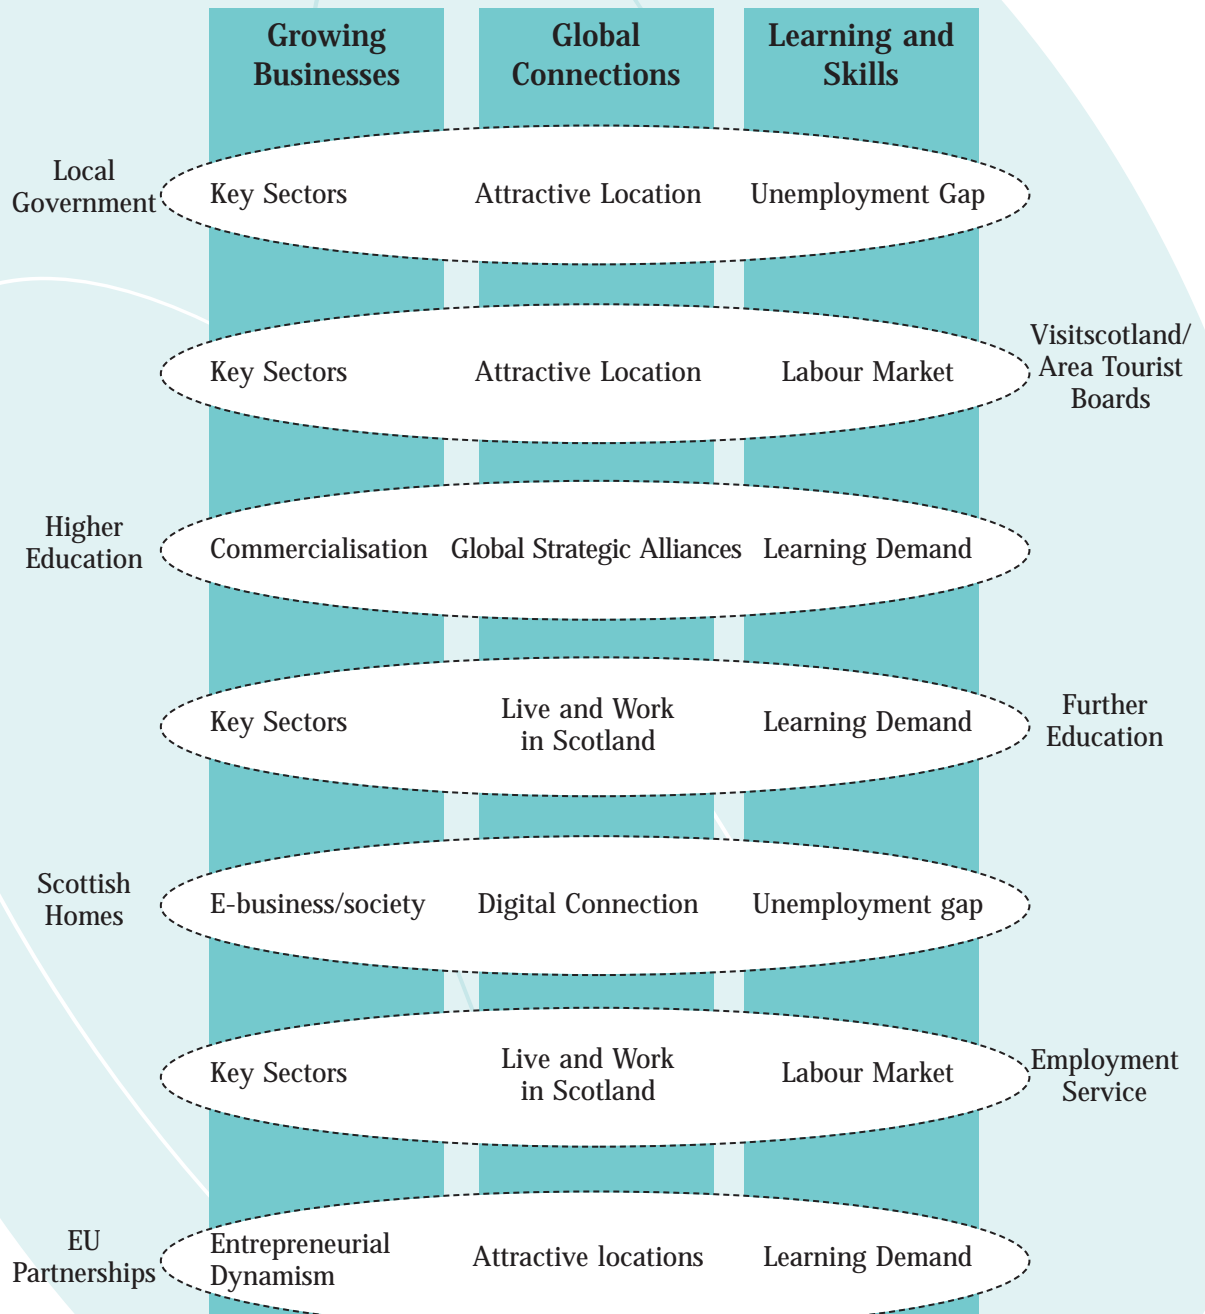 Growing
Businesses
Global
Connections
Learning and
Skills
Local
Government
Key Sectors
Attractive Location
Unemployment Gap
Key Sectors
Attractive Location
Labour Market
Visitscotland/
Area Tourist
Boards
Higher
Education
Commercialisation
Global Strategic Alliances
Learning Demand
Key Sectors
Live and Work
in Scotland
Learning Demand
Further
Education
Scottish
Homes
E-business/society
Digital Connection
Unemployment gap
Key Sectors
Live and Work
in Scotland
Labour Market
Employment
Service
EU
Partnerships
Entrepreneurial
Dynamism
Attractive locations
Learning Demand